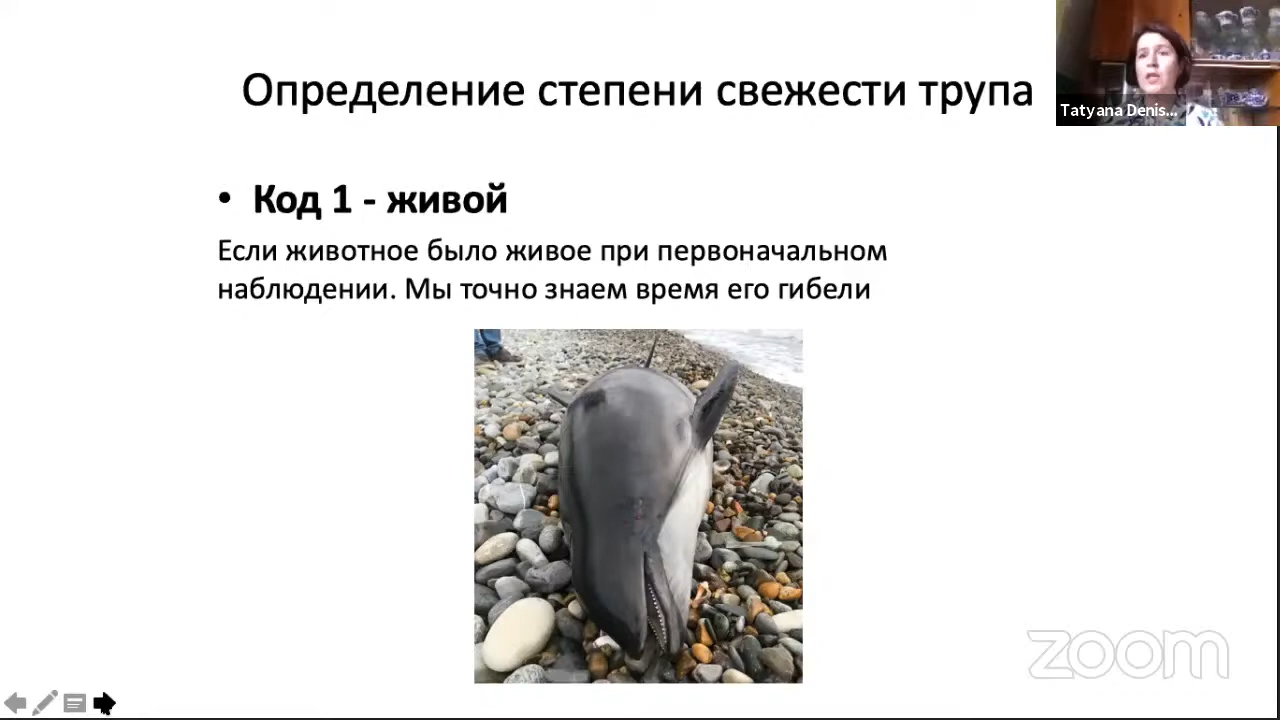 Определение степени свежести трупа
Tatyana Denis...
• Код 1 - живой
Если животное было живое при первоначальном
наблюдении. Мы точно знаем время его гибели
zoom